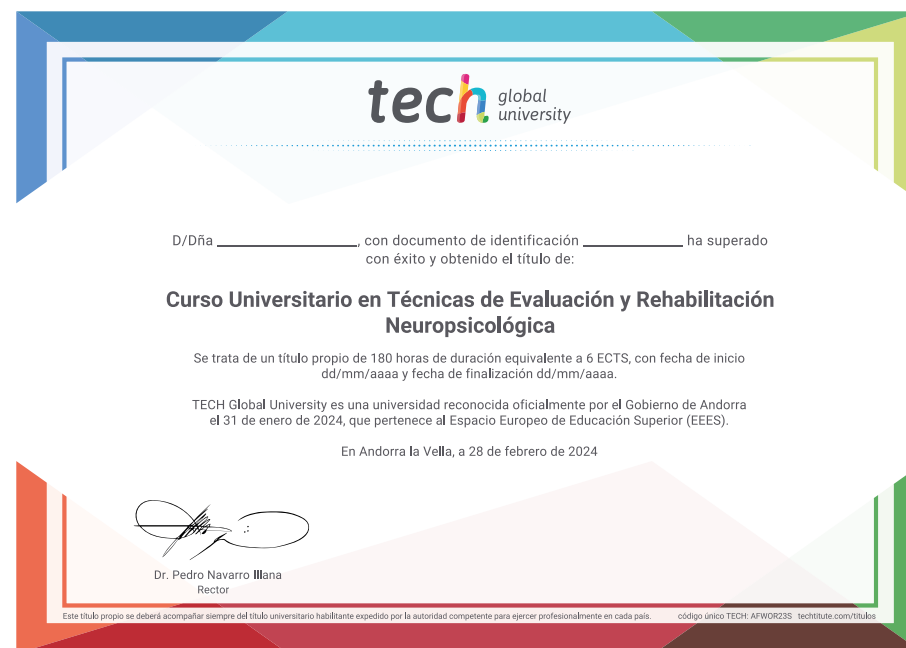 tech global university
D/Dña ____________________, con documento de identificación ______________ ha superado
con éxito y obtenido el título de:
Curso Universitario en Técnicas de Evaluación y Rehabilitación
Neuropsicológica
Se trata de un título propio de 180 horas de duración equivalente a 6 ECTS, con fecha de inicio
dd/mm/aaaa y fecha de finalización dd/mm/aaaa.
TECH Global University es una universidad reconocida oficialmente por el Gobierno de Andorra
el 31 de enero de 2024, que pertenece al Espacio Europeo de Educación Superior (EEES).
En Andorra la Vella, a 28 de febrero de 2024
Dr. Pedro Navarro Illana
Rector
Este título propio se deberá acompañar siempre del título universitario habilitante expedido por la autoridad competente para ejercer profesionalmente en cada país. código único TECH: AFWOR23S techtitute.com/titulos